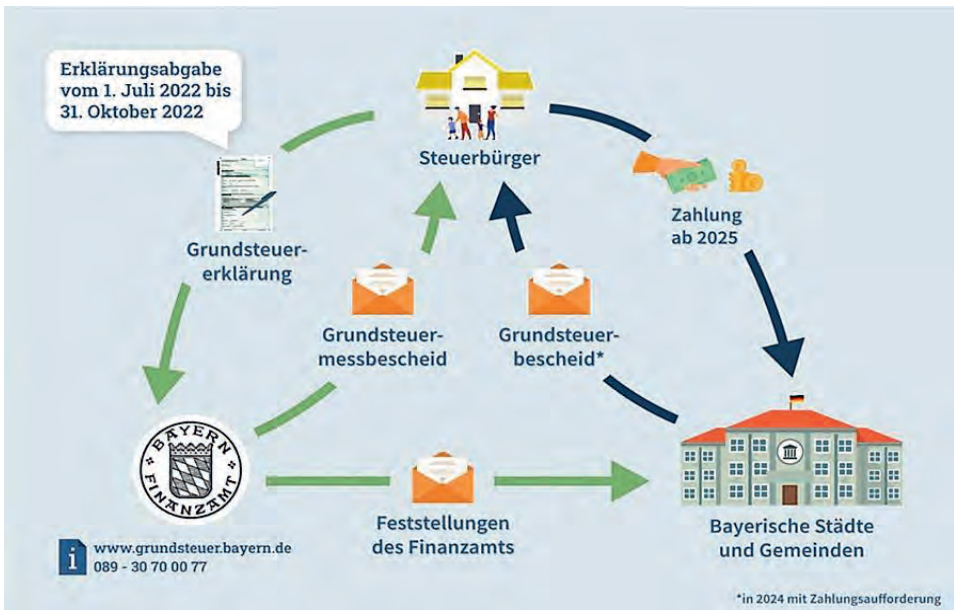 Erklärungsabgabe
vom 1. Juli 2022 bis
31. Oktober 2022
Steuerbürger
Grundsteuer-
erklärung
Zahlung
ab 2025
Grundsteuer-
messbescheid
Grundsteuer-
bescheid*
BAYERN
FINANZAMT
Feststellungen
des Finanzamts
Bayerische Städte
und Gemeinden
i
www.grundsteuer.bayern.de
089 - 30 70 00 77
*in 2024 mit Zahlungsaufforderung